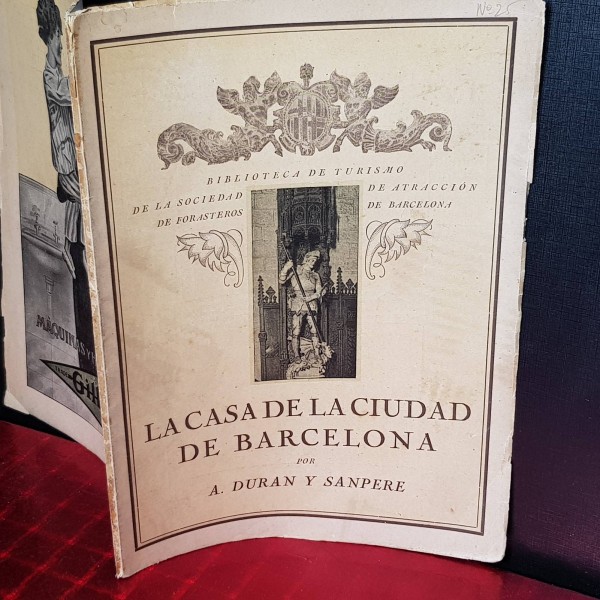 Nº 25
BIBLIOTECA DE TURISMO
DE LA SOCIEDAD DE ATRACCIÓN
DE FORASTEROS DE BARCELONA
LA CASA DE LA CIUDAD
DE BARCELONA
POR
A. DURAN Y SANPERE
MÁQUINAS